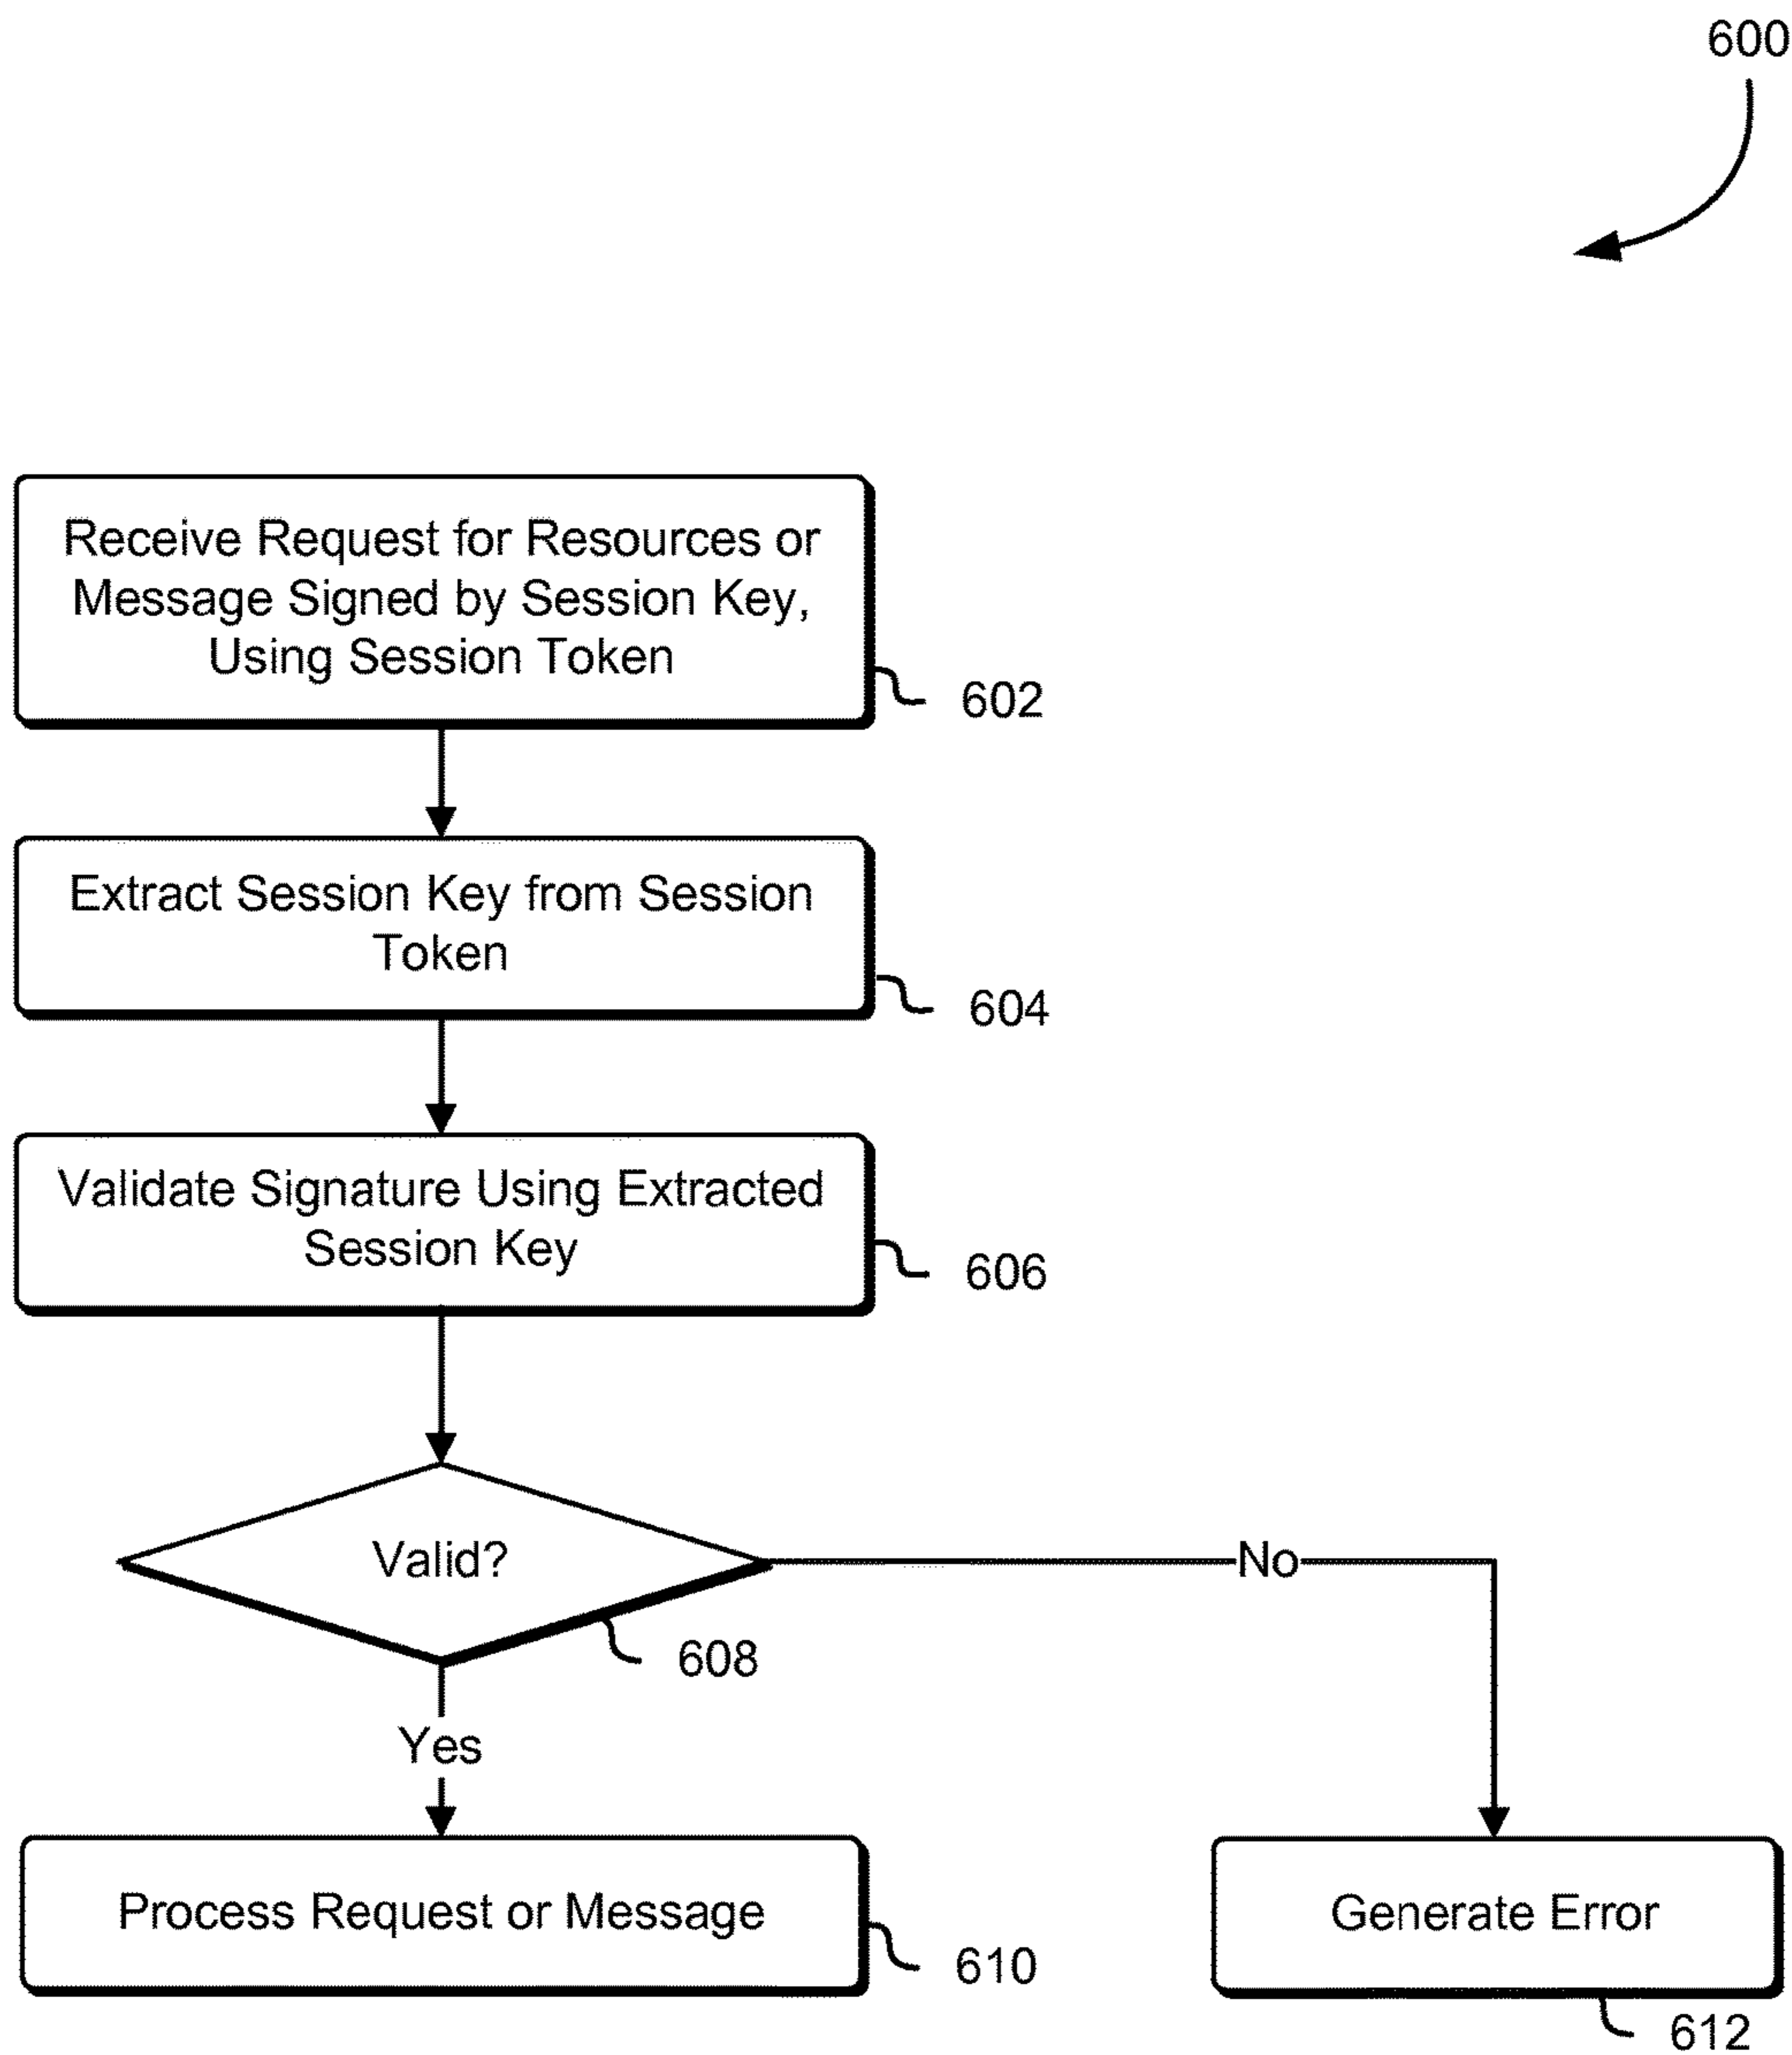 600
Receive Request for Resources or
Message Signed by Session Key,
Using Session Token
602
Extract Session Key from Session
Token
604
Validate Signature Using Extracted
Session Key
606
Valid?
No
608
Yes
Process Request or Message
610
Generate Error
612